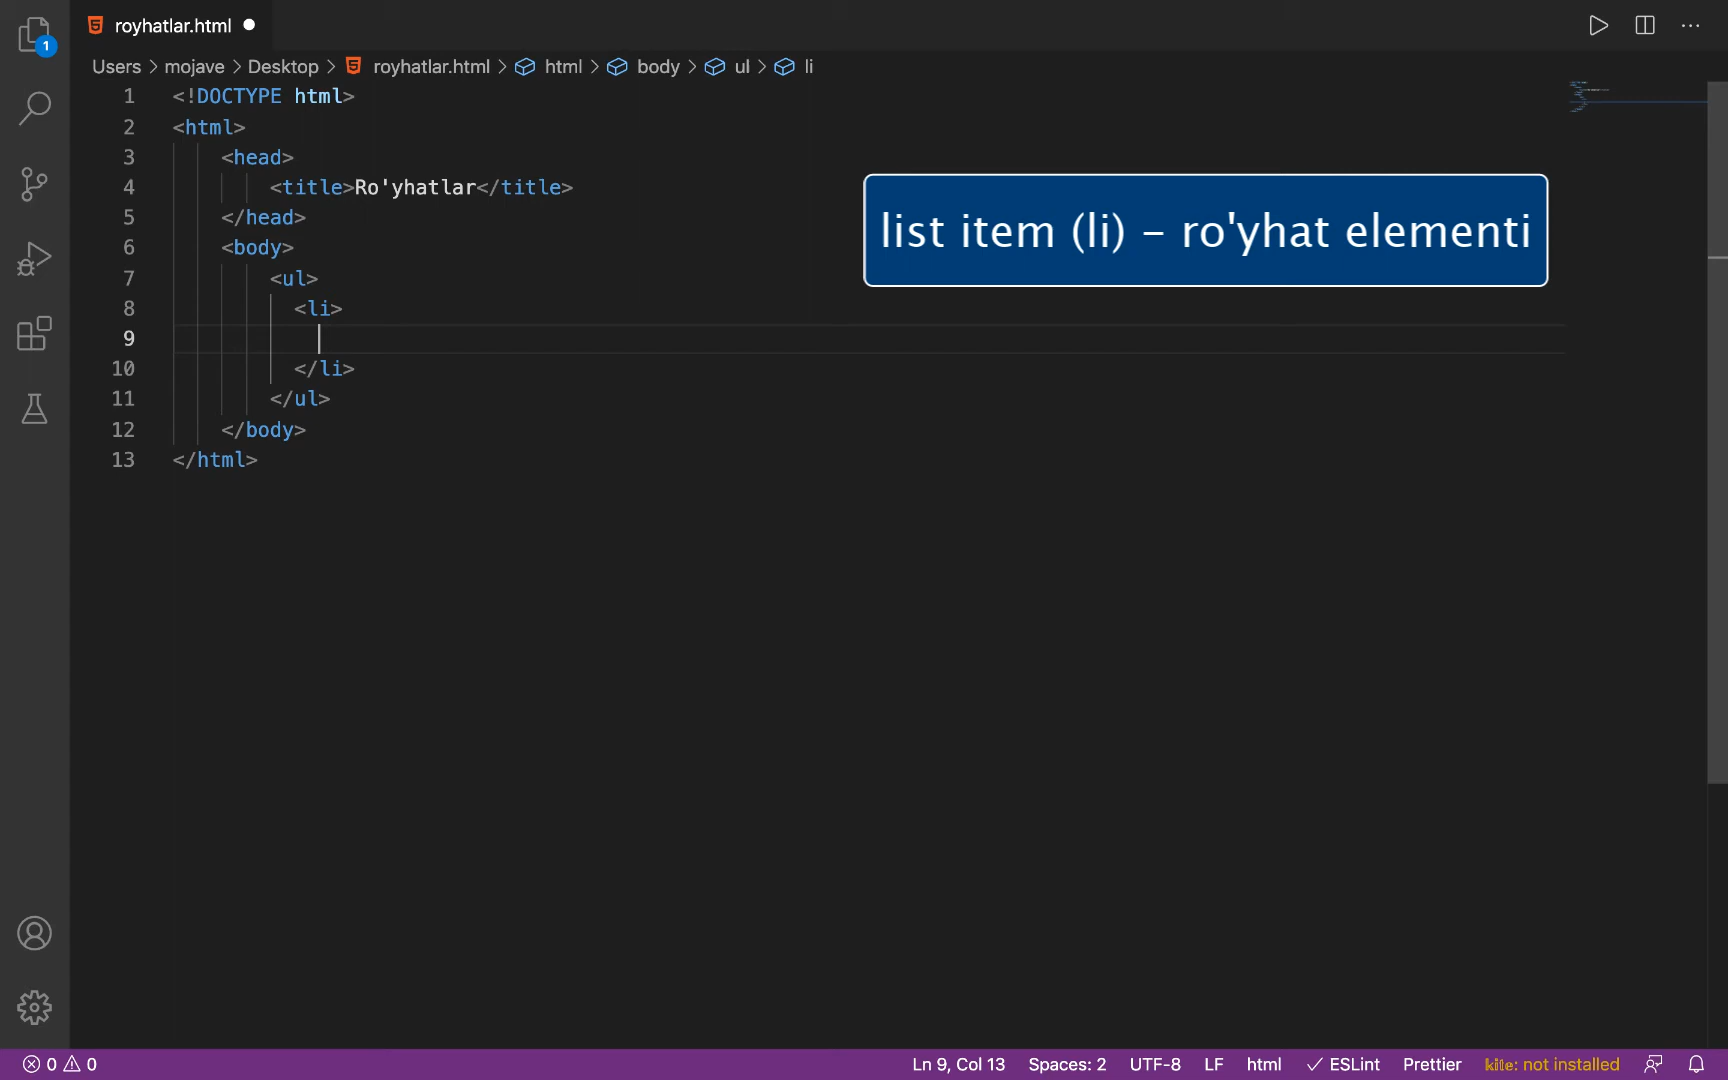 royhatlar.html
1
Users > mojave > Desktop > royhatlar.html > html > body > ul > li
1 <!DOCTYPE html>
2 <html>
3 <head>
4 <title>Ro'yhatlar</title>
5 </head>
6 <body>
7 <ul>
8 <li>
9
10 </li>
11 </ul>
12 </body>
13 </html>
list item (li) – ro'yhat elementi
0 0 Ln 9, Col 13 Spaces: 2 UTF-8 LF html ESLint Prettier kite: not installed